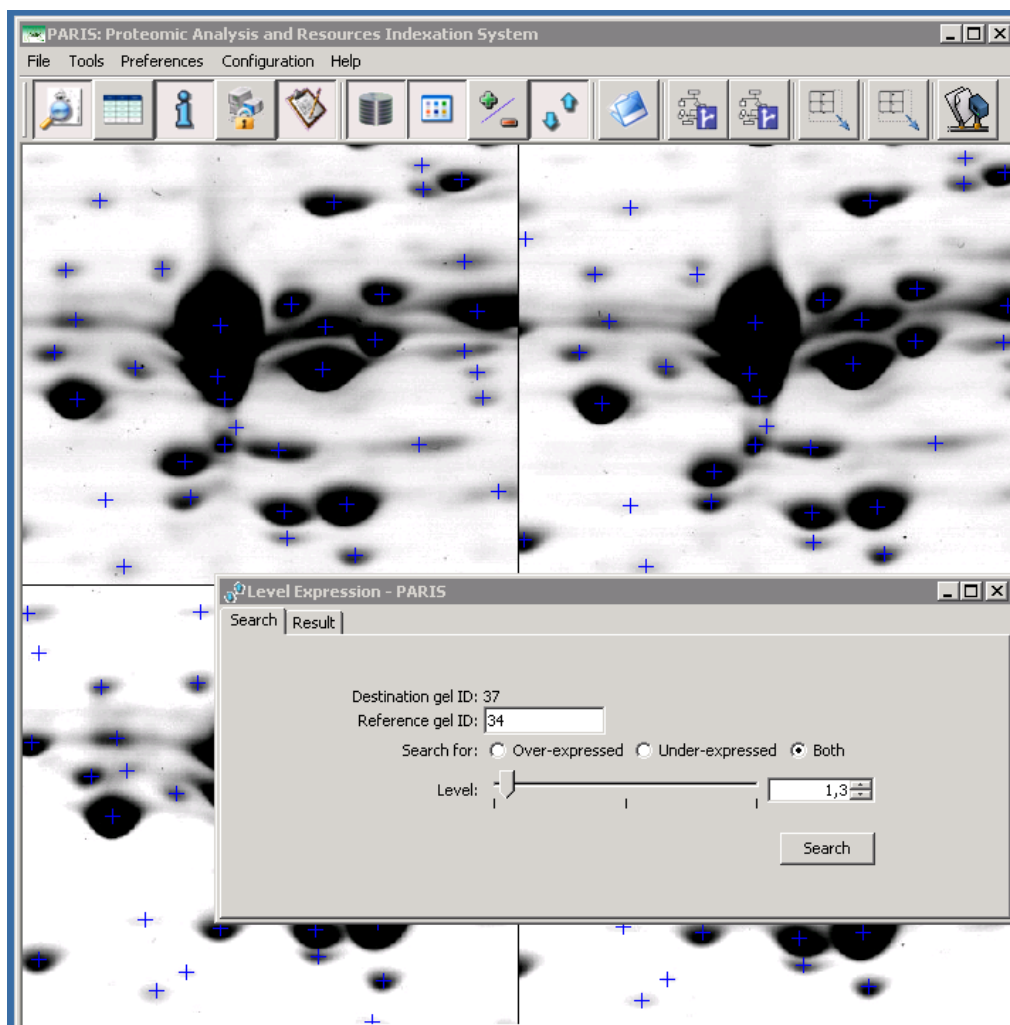 PARIS: Proteomic Analysis and Resources Indexation System
File Tools Preferences Configuration Help
Level Expression - PARIS
Search Result
Destination gel ID: 37
Reference gel ID: 34
Search for: Over-expressed Under-expressed Both
Level: 1,3
Search